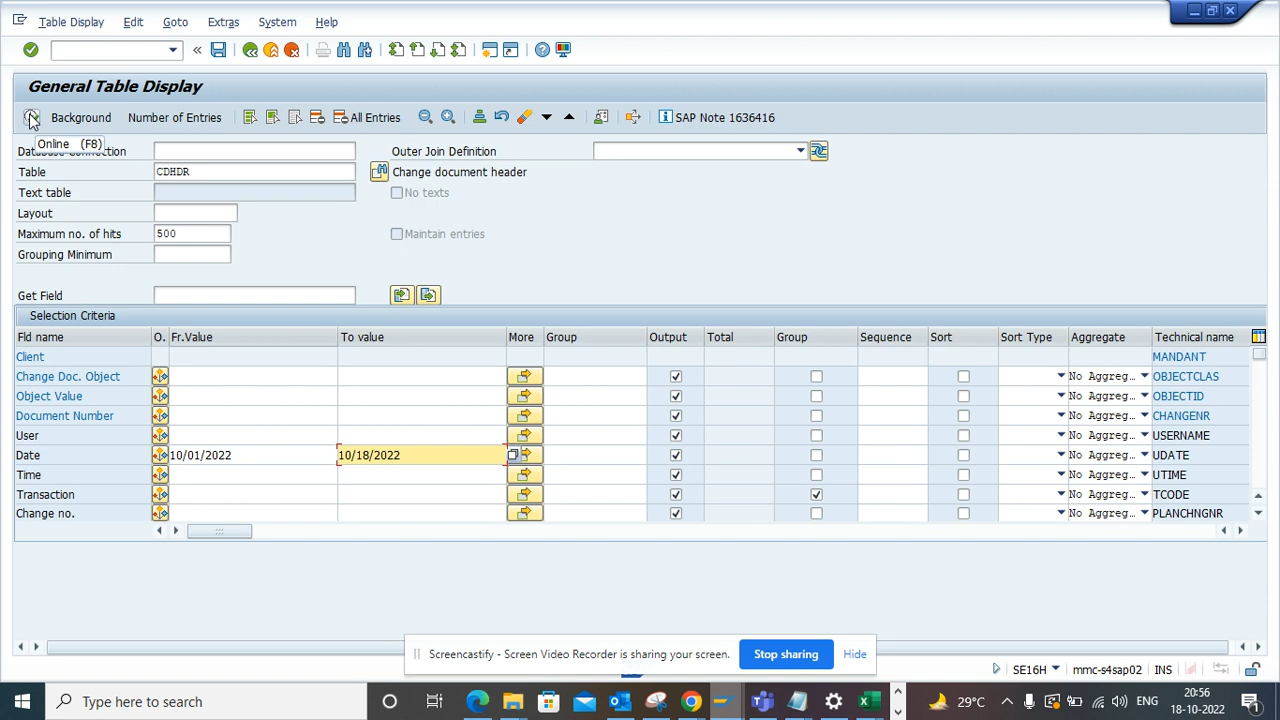 Table Display Edit Goto Extras System Help
General Table Display
Background Number of Entries All Entries SAP Note 1636416
Online (F8)
Database Connection Outer Join Definition
Table CDHDR Change document header
Text table No texts
Layout
Maximum no. of hits 500 Maintain entries
Grouping Minimum
Get Field
Selection Criteria
Fld name O. Fr.Value To value More Group Output Total Group Sequence Sort Sort Type Aggregate Technical name
Client MANDANT
Change Doc. Object No Aggreg… OBJECTCLAS
Object Value No Aggreg… OBJECTID
Document Number No Aggreg… CHANGENR
User No Aggreg… USERNAME
Date 10/01/2022 10/18/2022 No Aggreg… UDATE
Time No Aggreg… UTIME
Transaction No Aggreg… TCODE
Change no. No Aggreg… PLANCHNGNR
Screencastify - Screen Video Recorder is sharing your screen. Stop sharing Hide
SE16H mmc-s4sap02 INS
Type here to search 29°C ENG 20:56
18-10-2022